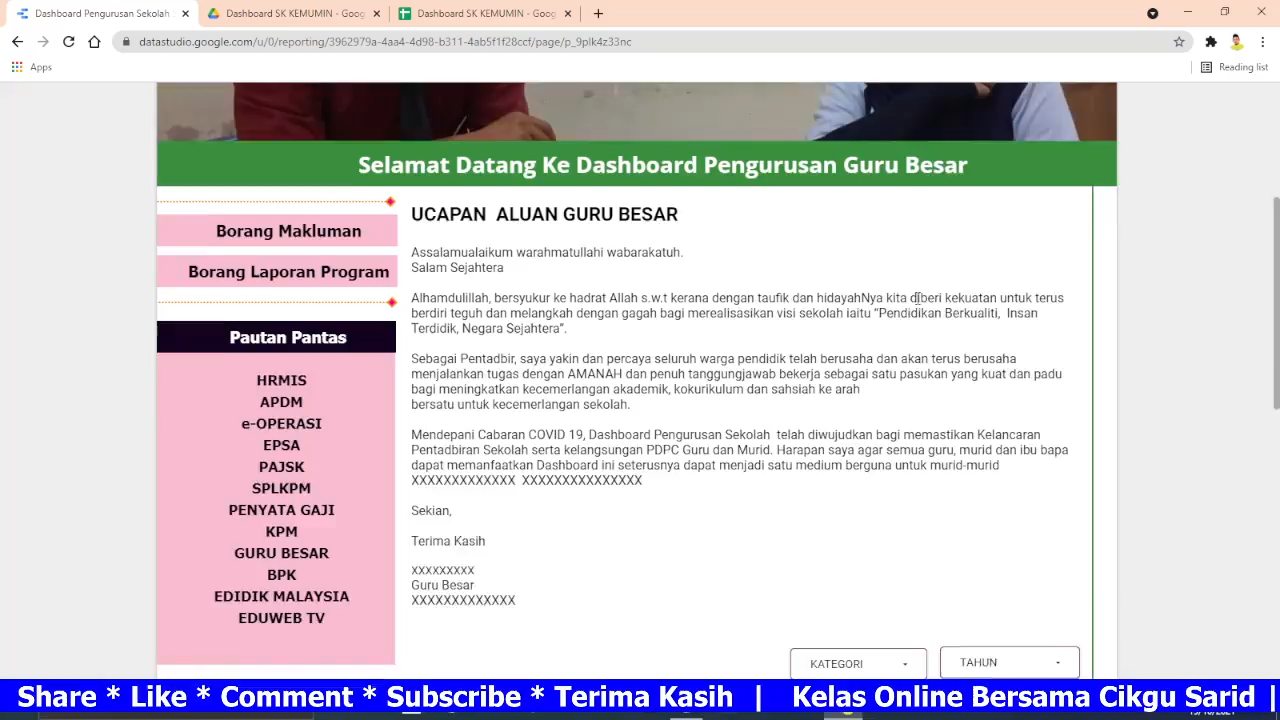 Dashboard Pengurusan Sekolah
Dashboard SK KEMUMIN - Goog
Dashboard SK KEMUMIN - Goog
datastudio.google.com/u/0/reporting/3962979a-4aa4-4d98-b311-4ab5f1f28ccf/page/p_9plk4z33nc
Apps
Reading list
Selamat Datang Ke Dashboard Pengurusan Guru Besar
Borang Makluman
Borang Laporan Program
Pautan Pantas
HRMIS
APDM
e-OPERASI
EPSA
PAJSK
SPLKPM
PENYATA GAJI
KPM
GURU BESAR
BPK
EDIDIK MALAYSIA
EDUWEB TV
UCAPAN ALUAN GURU BESAR
Assalamualaikum warahmatullahi wabarakatuh.
Salam Sejahtera
Alhamdulillah, bersyukur ke hadrat Allah s.w.t kerana dengan taufik dan hidayahNya kita diberi kekuatan untuk terus
berdiri teguh dan melangkah dengan gagah bagi merealisasikan visi sekolah iaitu “Pendidikan Berkualiti, Insan
Terdidik, Negara Sejahtera”.
Sebagai Pentadbir, saya yakin dan percaya seluruh warga pendidik telah berusaha dan akan terus berusaha
menjalankan tugas dengan AMANAH dan penuh tanggungjawab bekerja sebagai satu pasukan yang kuat dan padu
bagi meningkatkan kecemerlangan akademik, kokurikulum dan sahsiah ke arah
bersatu untuk kecemerlangan sekolah.
Mendepani Cabaran COVID 19, Dashboard Pengurusan Sekolah telah diwujudkan bagi memastikan Kelancaran
Pentadbiran Sekolah serta kelangsungan PDPC Guru dan Murid. Harapan saya agar semua guru, murid dan ibu bapa
dapat memanfaatkan Dashboard ini seterusnya dapat menjadi satu medium berguna untuk murid-murid
XXXXXXXXXXXXX XXXXXXXXXXXXXXX
Sekian,
Terima Kasih
XXXXXXXXX
Guru Besar
XXXXXXXXXXXXX
KATEGORI
TAHUN
Share * Like * Comment * Subscribe * Terima Kasih | Kelas Online Bersama Cikgu Sarid |